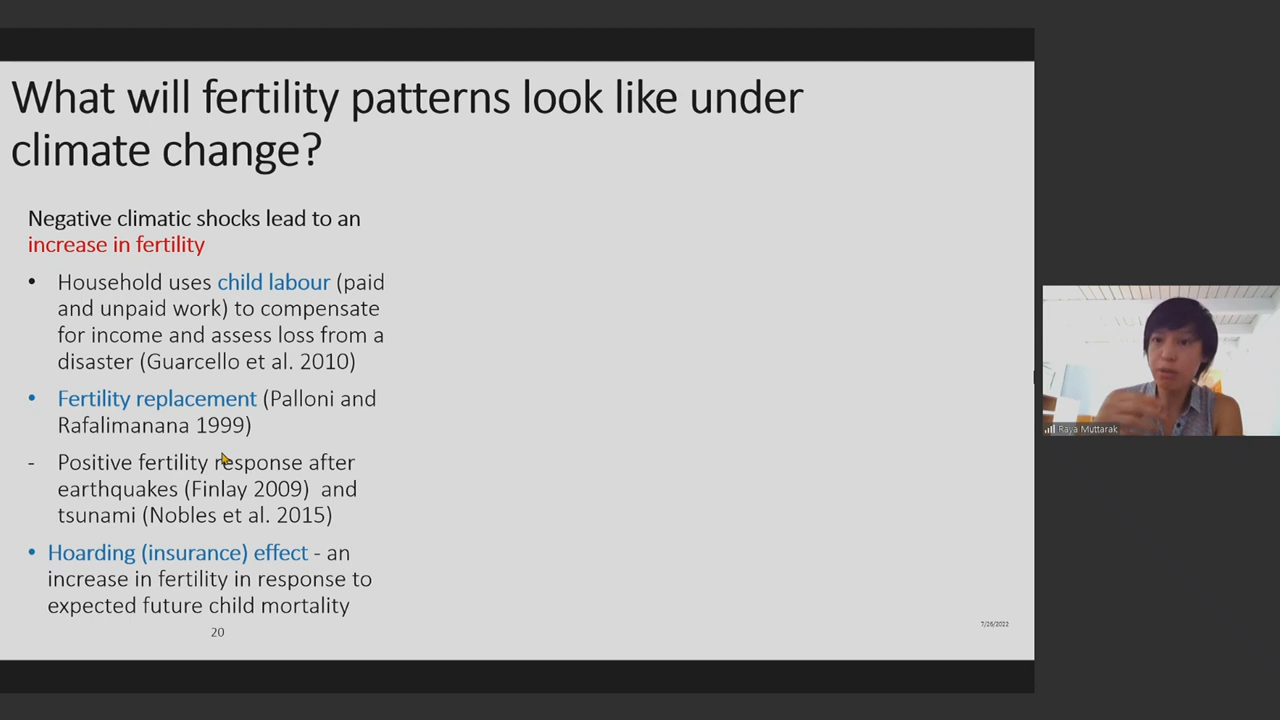 What will fertility patterns look like under
climate change?
Negative climatic shocks lead to an
increase in fertility
• Household uses child labour (paid
and unpaid work) to compensate
for income and assess loss from a
disaster (Guarcello et al. 2010)
• Fertility replacement (Palloni and
Rafalimanana 1999)
- Positive fertility response after
earthquakes (Finlay 2009) and
tsunami (Nobles et al. 2015)
• Hoarding (insurance) effect - an
increase in fertility in response to
expected future child mortality
20
7/26/2022
Raya Muttarak